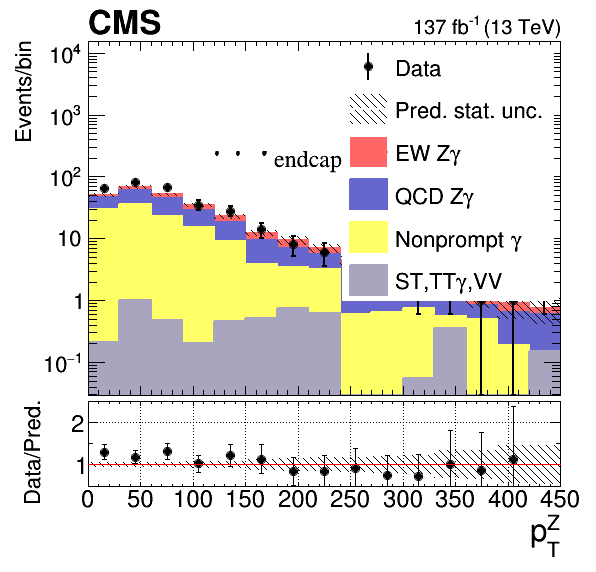 CMS 137 fb⁻¹ (13 TeV)
Events/bin
10⁴
10³
10²
10
1
10⁻¹
Data
Pred. stat. unc.
• • • endcap
EW Zγ
QCD Zγ
Nonprompt γ
ST,TTγ,VV
Data/Pred.
2
1
0 50 100 150 200 250 300 350 400 450
p_T^Z